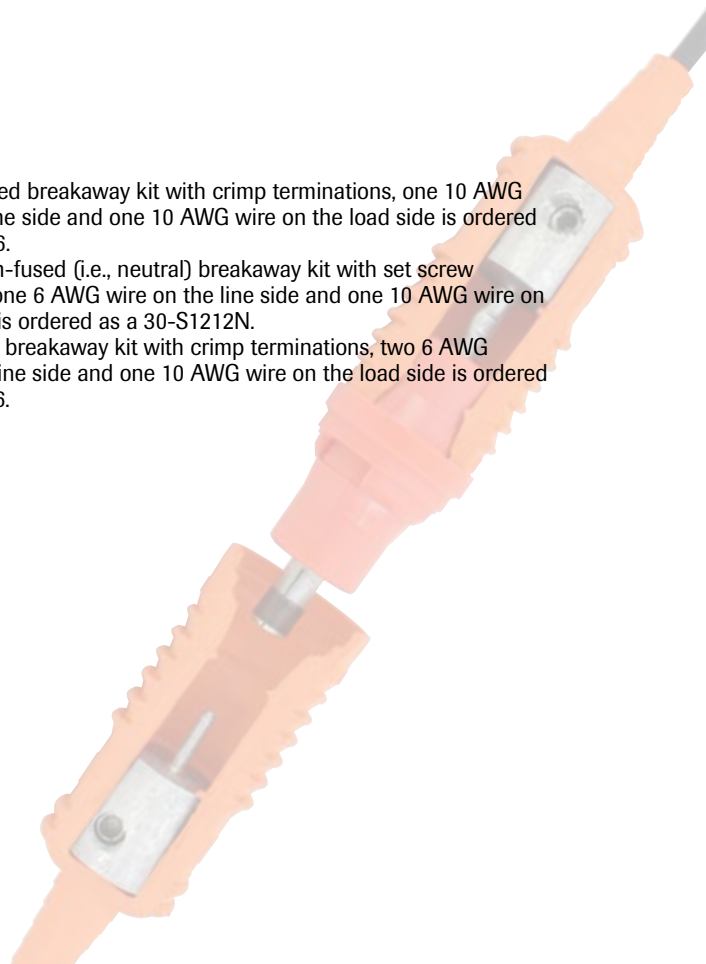 ed breakaway kit with crimp terminations, one 10 AWG
ne side and one 10 AWG wire on the load side is ordered
6.
n-fused (i.e., neutral) breakaway kit with set screw
one 6 AWG wire on the line side and one 10 AWG wire on
is ordered as a 30-S1212N.
breakaway kit with crimp terminations, two 6 AWG
ine side and one 10 AWG wire on the load side is ordered
6.